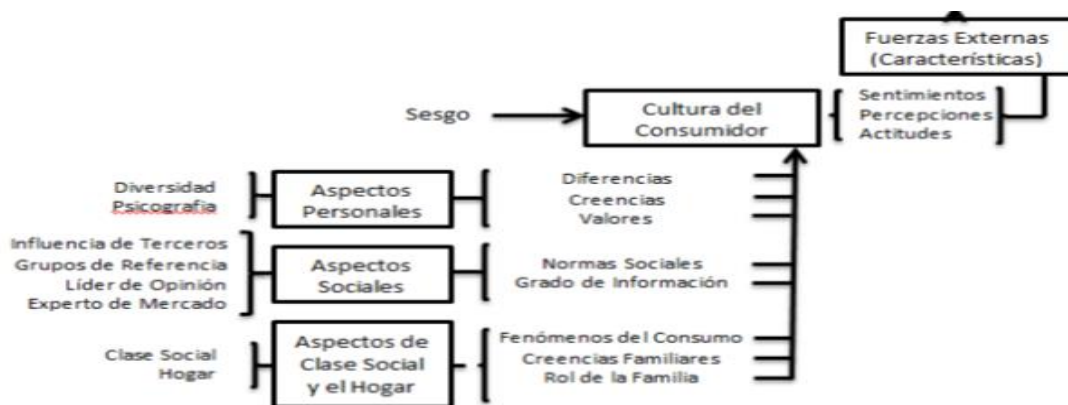 Fuerzas Externas
(Características)
Sesgo
Cultura del
Consumidor
Sentimientos
Percepciones
Actitudes
Diversidad
Psicografia
Aspectos
Personales
Diferencias
Creencias
Valores
Influencia de Terceros
Grupos de Referencia
Líder de Opinión
Experto de Mercado
Aspectos
Sociales
Normas Sociales
Grado de Información
Clase Social
Hogar
Aspectos de
Clase Social
y el Hogar
Fenómenos del Consumo
Creencias Familiares
Rol de la Familia